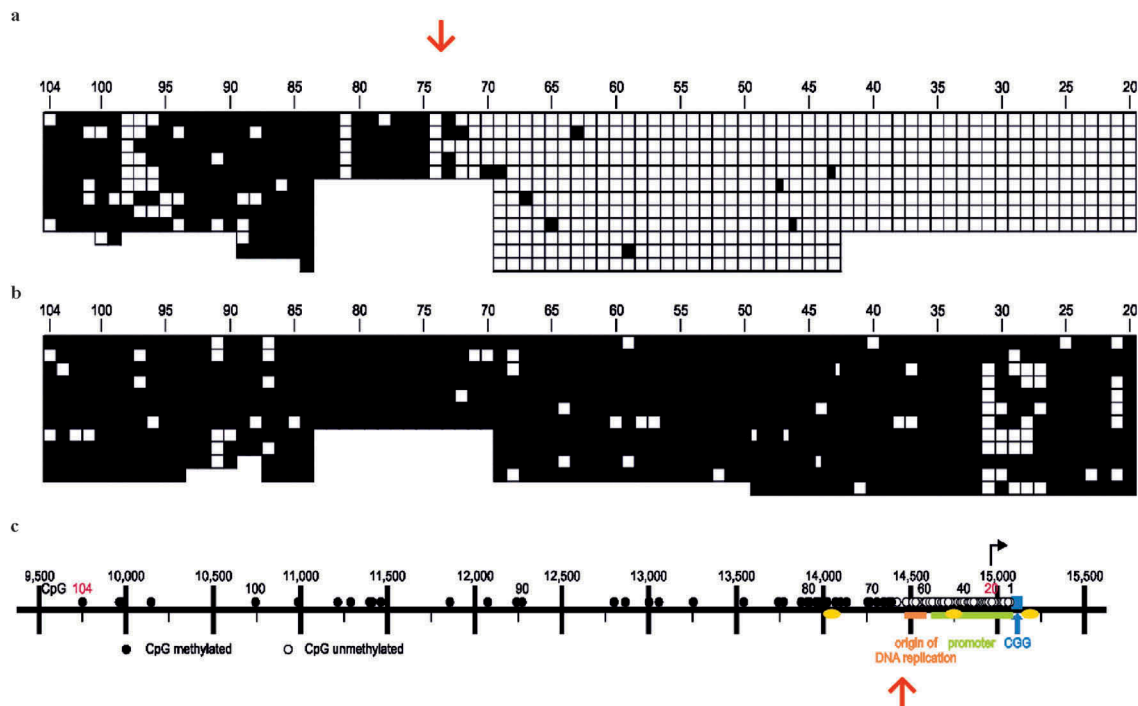 a
104 100 95 90 85 80 75 70 65 60 55 50 45 40 35 30 25 20
b
104 100 95 90 85 80 75 70 65 60 55 50 45 40 35 30 25 20
c
9,500 10,000 10,500 11,000 11,500 12,000 12,500 13,000 13,500 14,000 14,500 15,000 15,500
CpG 104 100 90 80 70 60 40 20 1
CpG methylated CpG unmethylated
origin of DNA replication
promoter
CGG